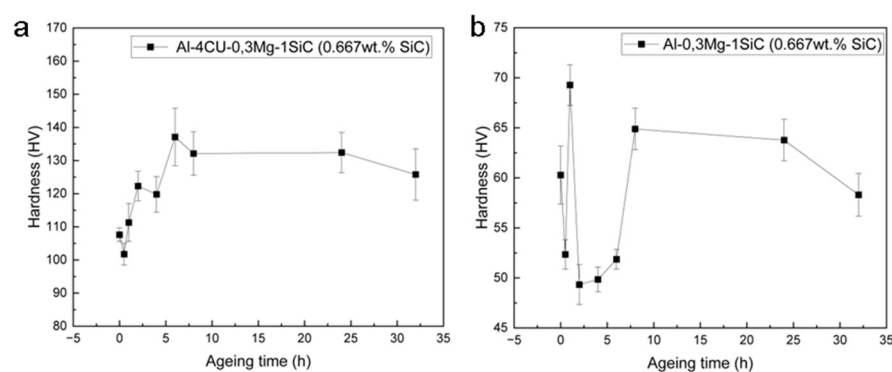 a
Al-4CU-0,3Mg-1SiC (0.667wt.% SiC)
Hardness (HV)
170
160
150
140
130
120
110
100
90
80
−5 0 5 10 15 20 25 30 35
Ageing time (h)
b
Al-0,3Mg-1SiC (0.667wt.% SiC)
Hardness (HV)
75
70
65
60
55
50
45
−5 0 5 10 15 20 25 30 35
Ageing time (h)